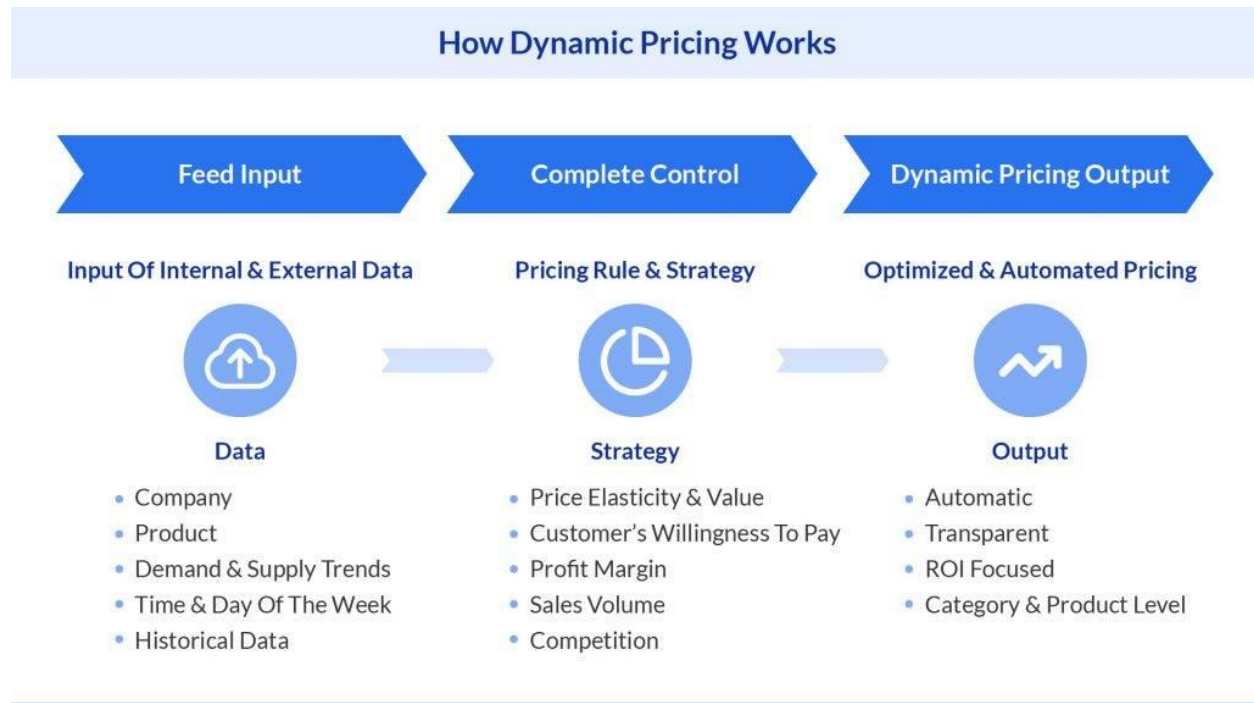 How Dynamic Pricing Works
Feed Input
Complete Control
Dynamic Pricing Output
Input Of Internal & External Data
Pricing Rule & Strategy
Optimized & Automated Pricing
Data
Company
Product
Demand & Supply Trends
Time & Day Of The Week
Historical Data
Strategy
Price Elasticity & Value
Customer’s Willingness To Pay
Profit Margin
Sales Volume
Competition
Output
Automatic
Transparent
ROI Focused
Category & Product Level